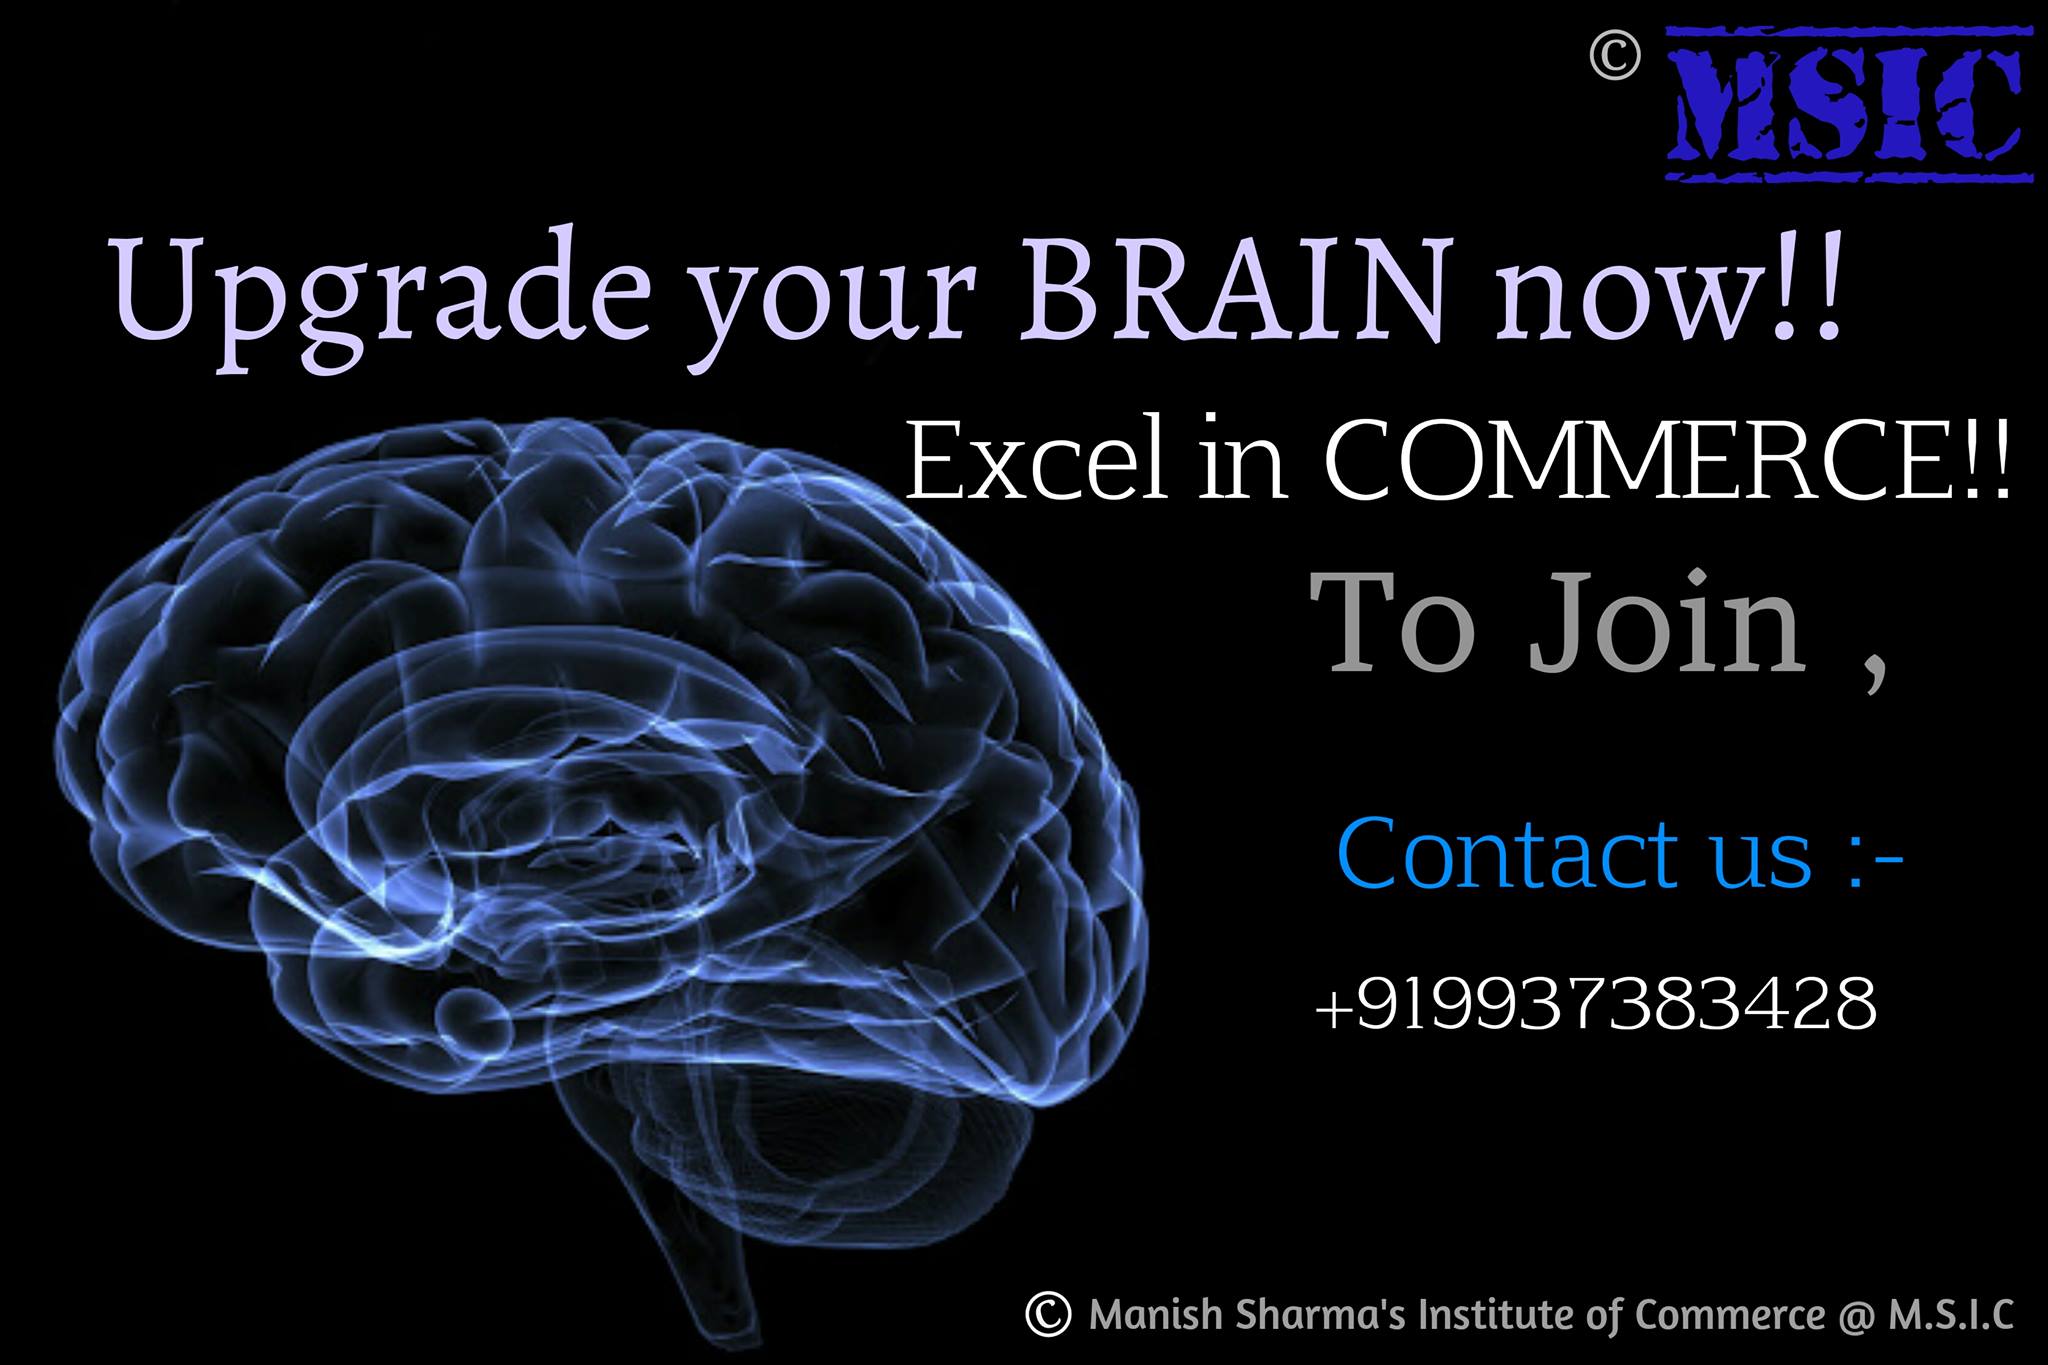 © MSIC
Upgrade your BRAIN now!!
Excel in COMMERCE!!
To Join ,
Contact us :-
+919937383428
© Manish Sharma's Institute of Commerce @ M.S.I.C